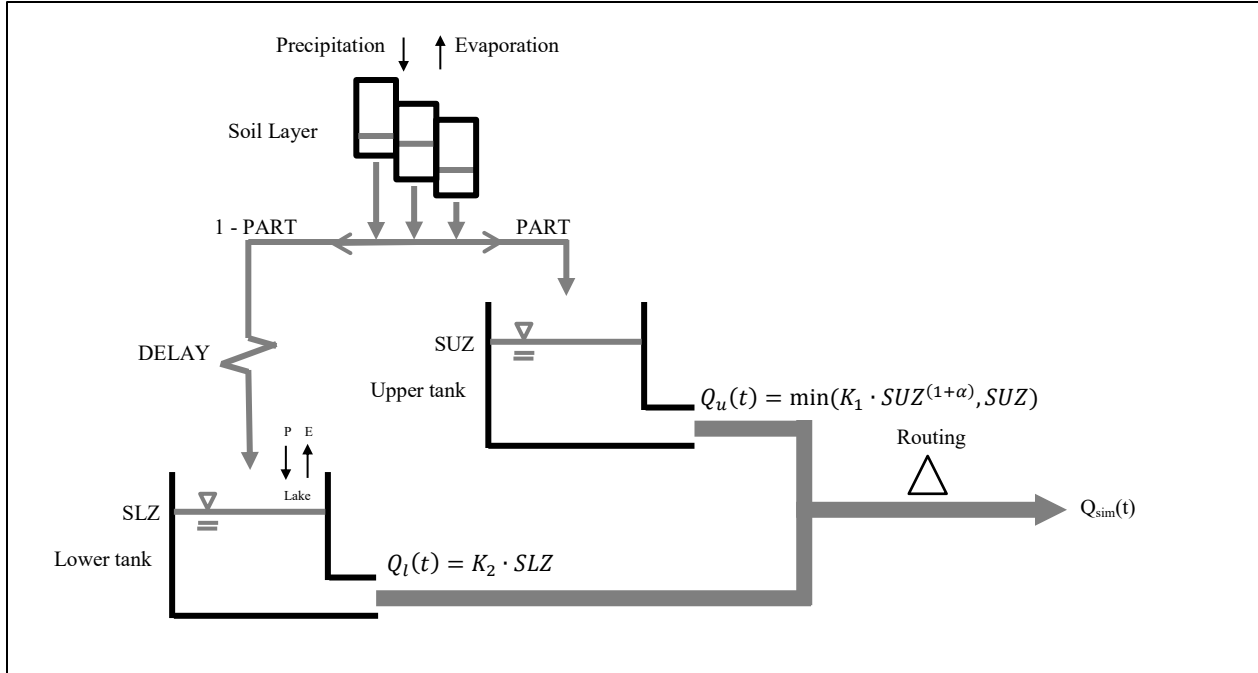 Precipitation
Evaporation
Soil Layer
1 - PART
PART
DELAY
SUZ
Upper tank
Q_u(t) = min(K_1 · SUZ^{(1+α)}, SUZ)
Routing
P E
Lake
SLZ
Q_sim(t)
Lower tank
Q_l(t) = K_2 · SLZ